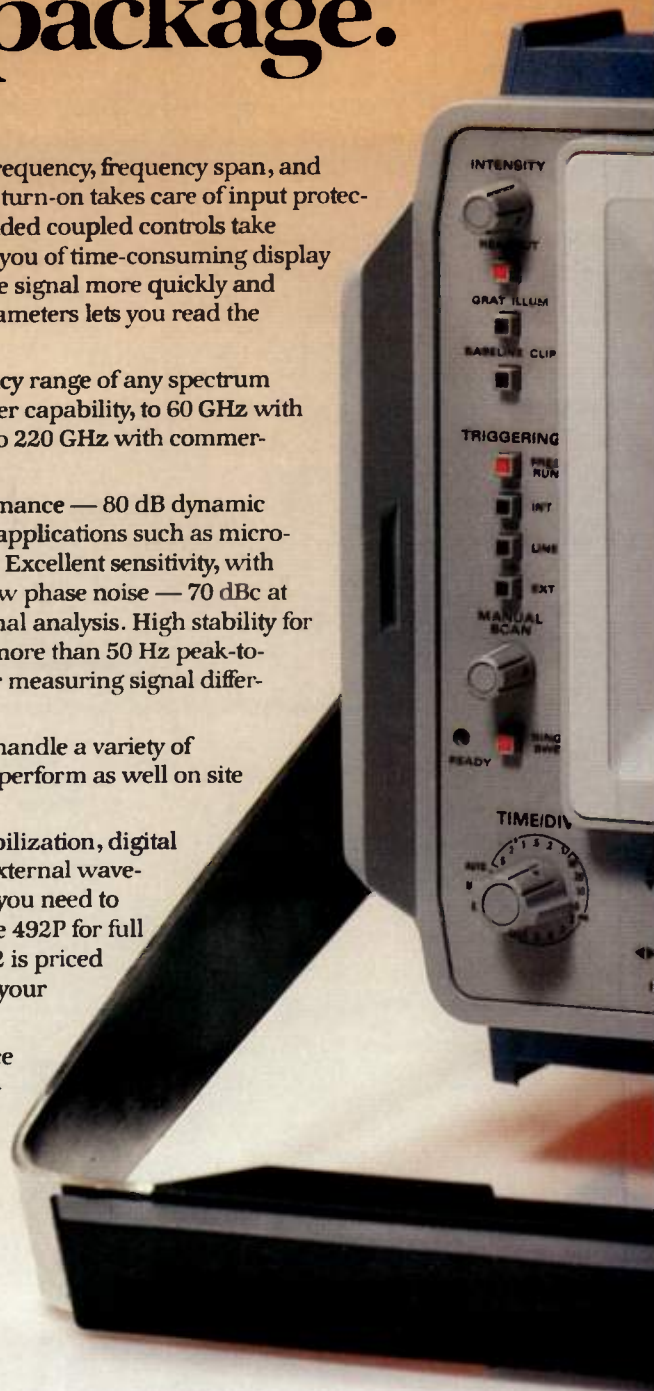 package.
requency, frequency span, and
turn-on takes care of input protec-
ded coupled controls take
you of time-consuming display
e signal more quickly and
ameters lets you read the
cy range of any spectrum
er capability, to 60 GHz with
o 220 GHz with commer-
mance — 80 dB dynamic
applications such as micro-
Excellent sensitivity, with
w phase noise — 70 dBc at
nal analysis. High stability for
more than 50 Hz peak-to-
r measuring signal differ-
handle a variety of
perform as well on site
bilization, digital
xternal wave-
you need to
e 492P for full
2 is priced
your
ce
INTENSITY
READOUT
GRAT ILLUM
BASELINE CLIP
TRIGGERING
FREE
RUN
INT
LINE
EXT
MANUAL
SCAN
READY
SING
SWE
TIME/DIV